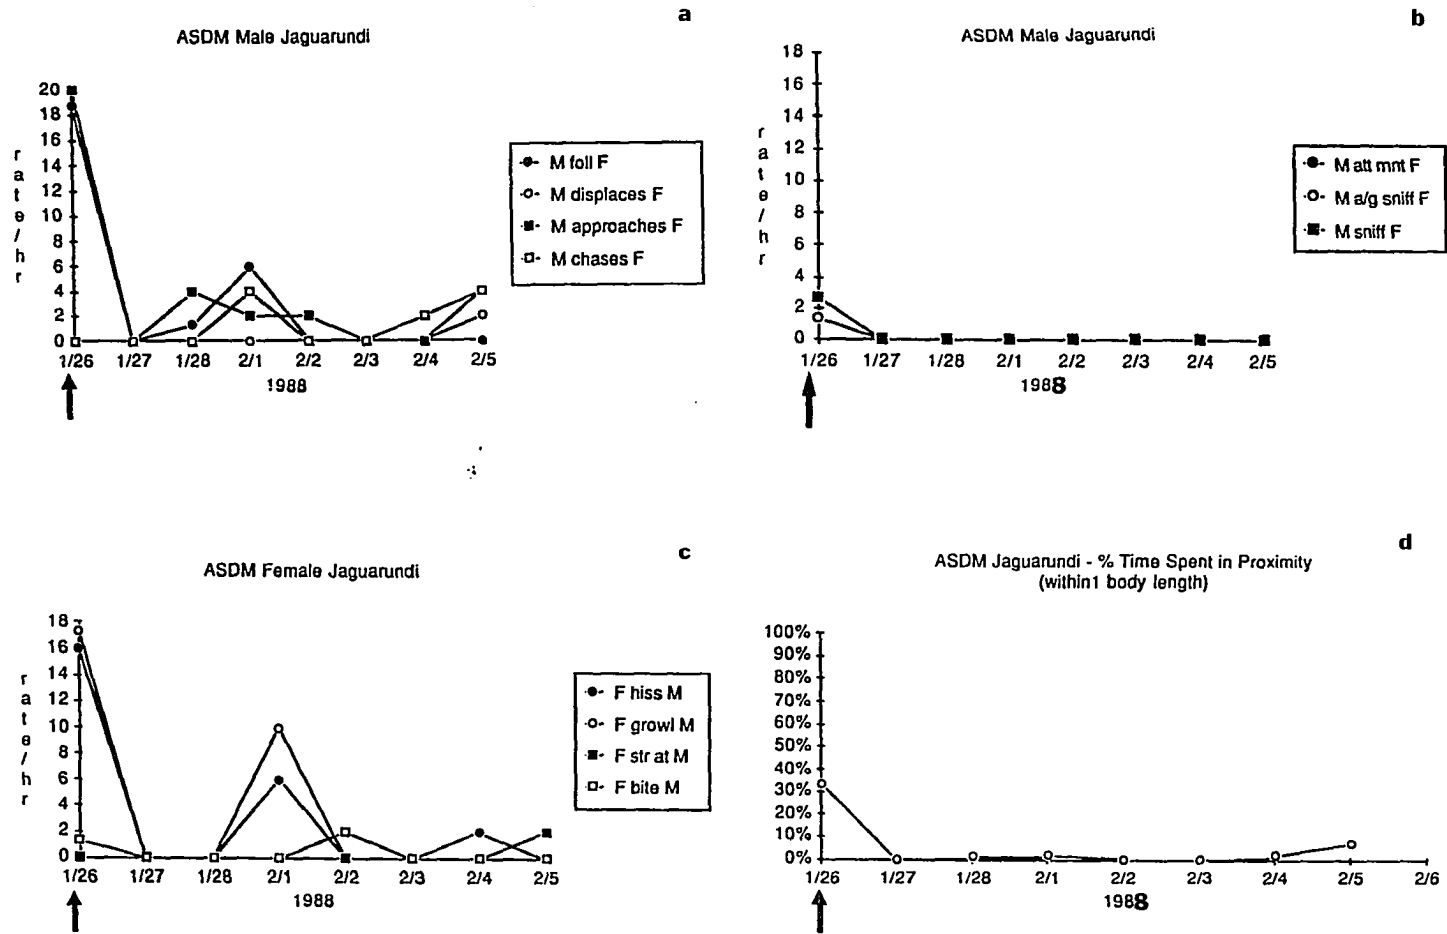 a
ASDM Male Jaguarundi
rate/hr
20
18
16
14
12
10
8
6
4
2
0
1/26 1/27 1/28 2/1 2/2 2/3 2/4 2/5
1988
M foll F
M displaces F
M approaches F
M chases F
b
ASDM Male Jaguarundi
rate/hr
18
16
14
12
10
8
6
4
2
0
1/26 1/27 1/28 2/1 2/2 2/3 2/4 2/5
1988
M att mnt F
M a/g sniff F
M sniff F
c
ASDM Female Jaguarundi
rate/hr
18
16
14
12
10
8
6
4
2
0
1/26 1/27 1/28 2/1 2/2 2/3 2/4 2/5
1988
F hiss M
F growl M
F str at M
F bite M
d
ASDM Jaguarundi - % Time Spent in Proximity
(within1 body length)
100%
90%
80%
70%
60%
50%
40%
30%
20%
10%
0%
1/26 1/27 1/28 2/1 2/2 2/3 2/4 2/5 2/6
1988